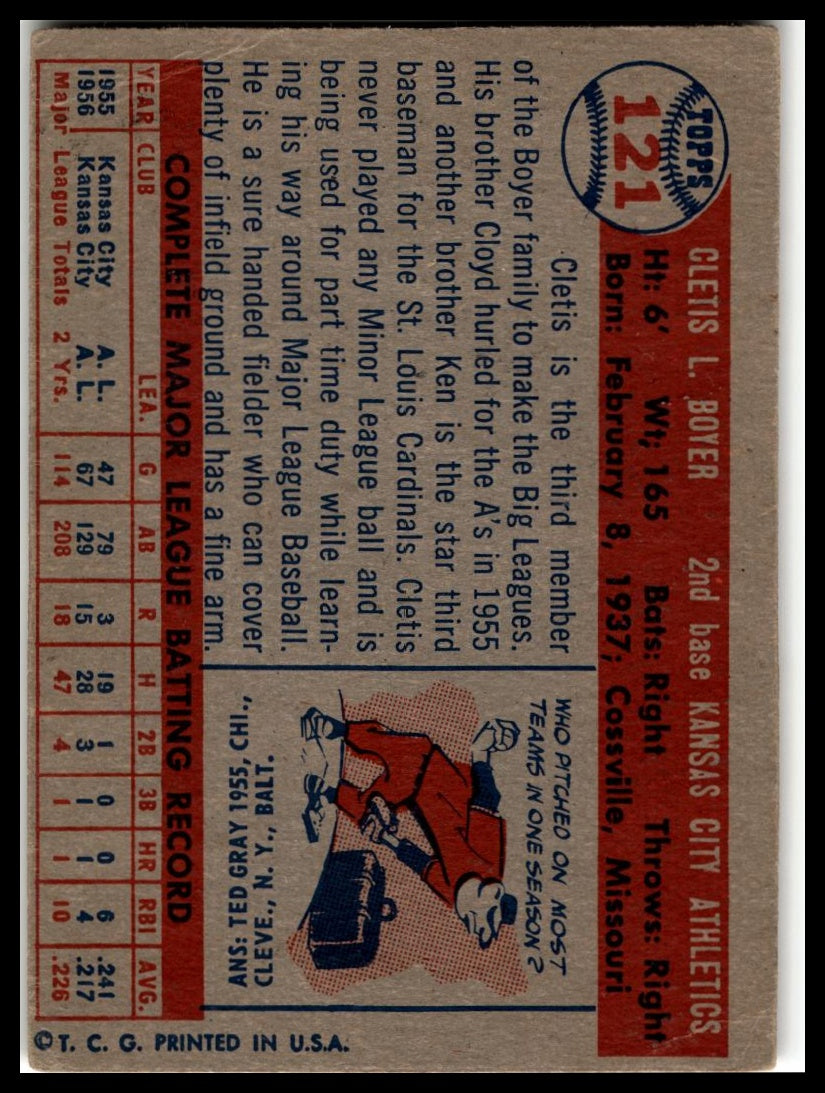 TOPPS
121
CLETIS L. BOYER 2nd base KANSAS CITY ATHLETICS
Ht: 6' Wt; 165 Bats: Right Throws: Right
Born: February 8, 1937; Cossville, Missouri
Cletis is the third member
of the Boyer family to make the Big Leagues.
His brother Cloyd hurled for the A's in 1955
and another brother Ken is the star third
baseman for the St. Louis Cardinals. Cletis
never played any Minor League ball and is
being used for part time duty while learn-
ing his way around Major League Baseball.
He is a sure handed fielder who can cover
plenty of infield ground and has a fine arm.
WHO PITCHED ON MOST
TEAMS IN ONE SEASON?
ANS: TED GRAY 1955, CHI.,
CLEVE., N. Y., BALT.
COMPLETE MAJOR LEAGUE BATTING RECORD
YEAR CLUB LEA. G AB R H 2B 3B HR RBI AVG.
1955 Kansas City A. L. 47 79 3 19 1 0 0 6 .241
1956 Kansas City A. L. 67 129 15 28 3 1 1 4 .217
Major League Totals 2 Yrs. 114 208 18 47 4 1 1 10 .226
© T. C. G. PRINTED IN U.S.A.